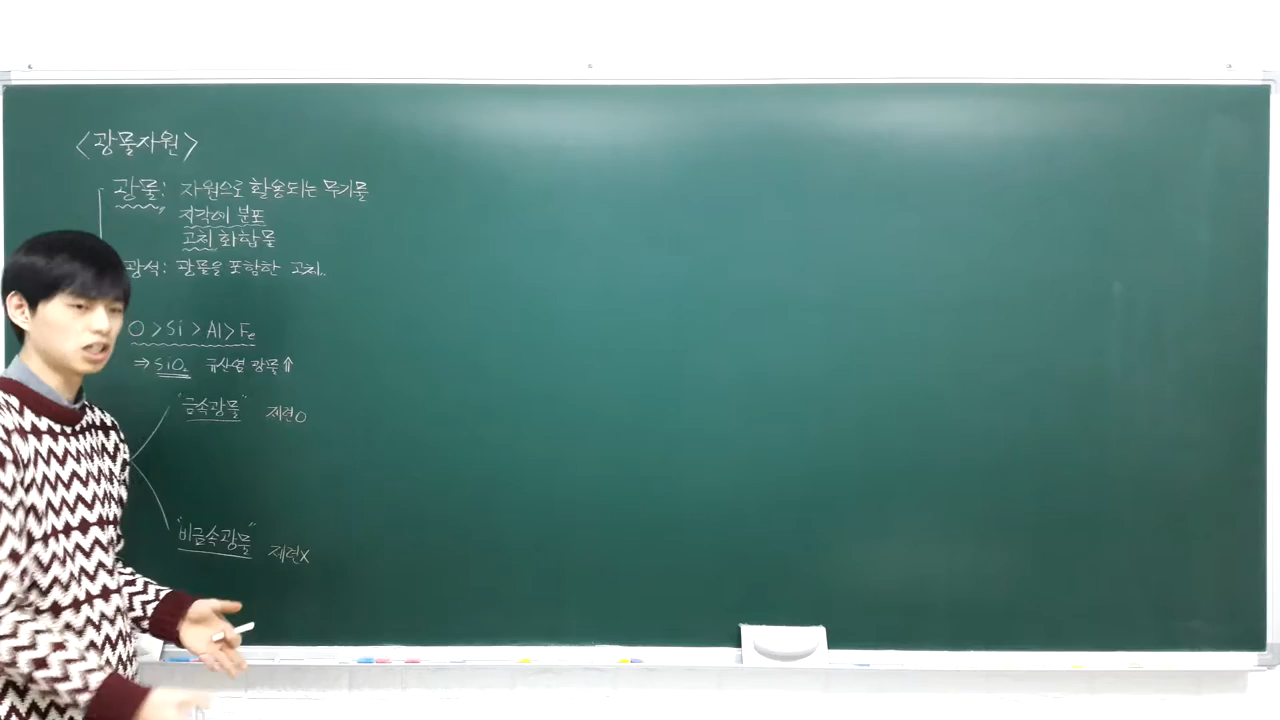 <광물자원>
광물: 자원으로 활용되는 무기물
지각에 분포
고체 화합물
광석: 광물을 포함한 고체..
O > Si > Al > Fe
⇒ SiO₂ 규산염 광물⇑
"금속광물" 제련O
"비금속광물" 제련X